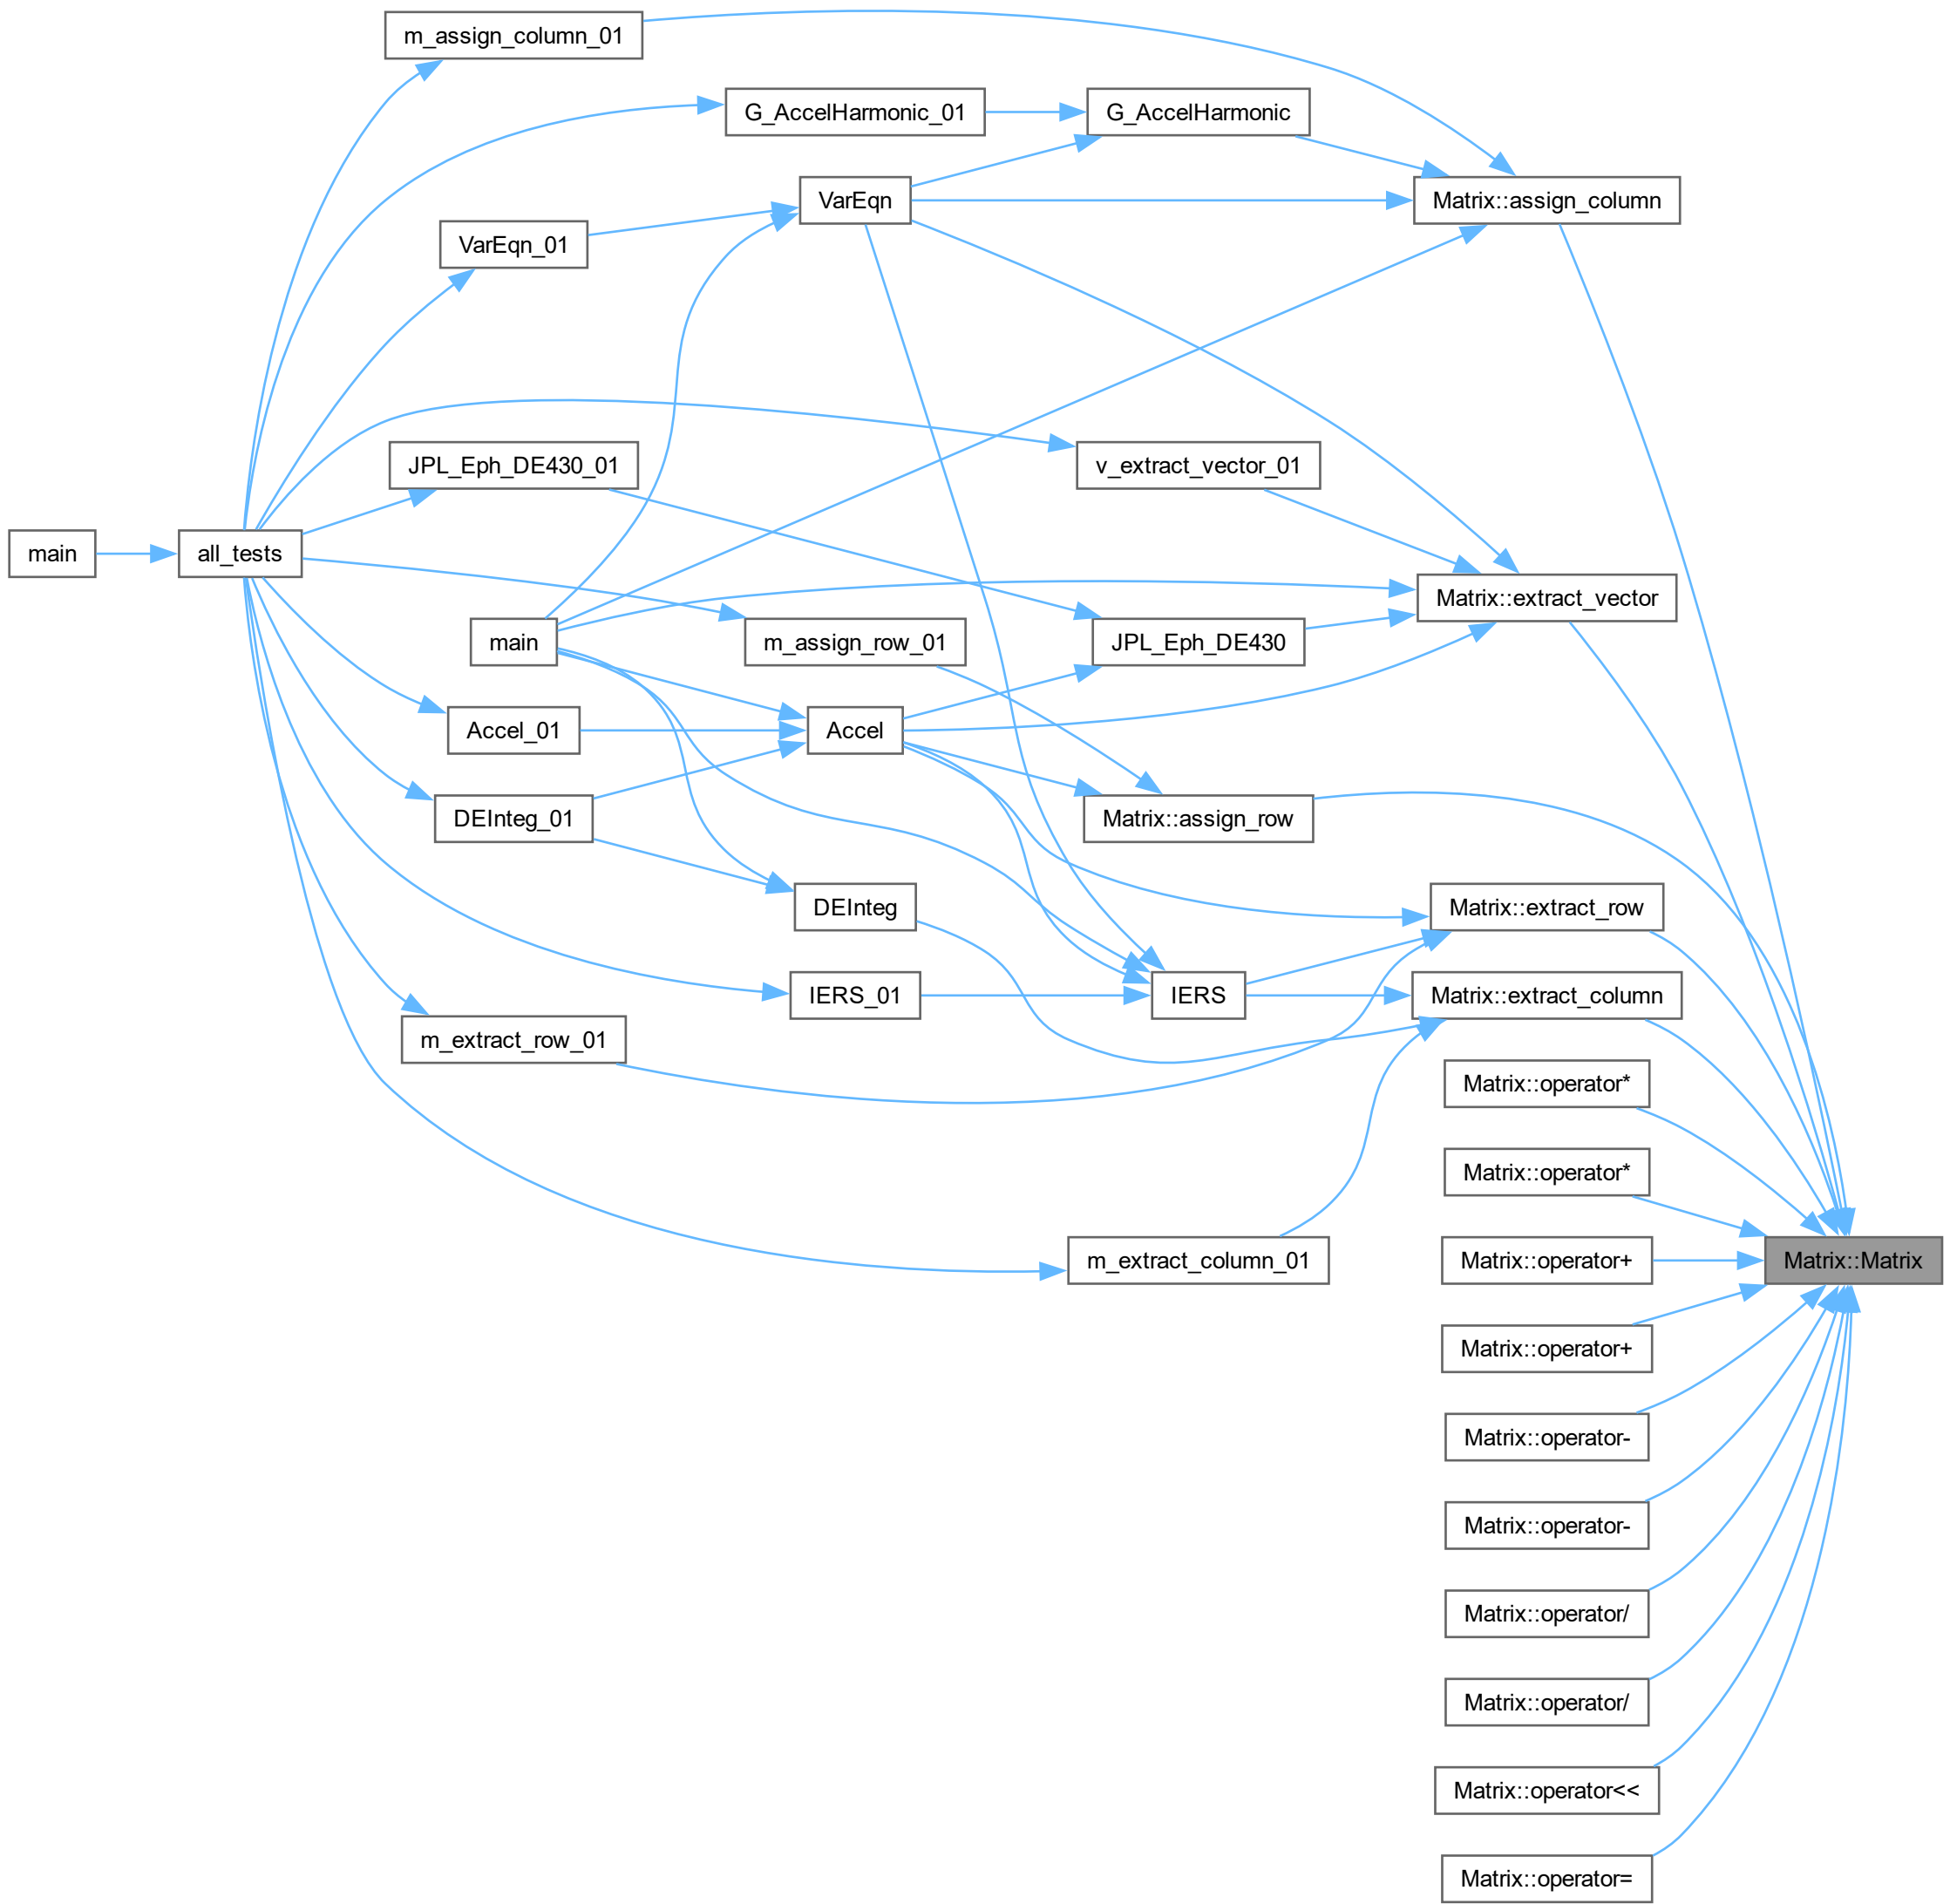 m_assign_column_01
G_AccelHarmonic_01
G_AccelHarmonic
VarEqn
Matrix::assign_column
VarEqn_01
JPL_Eph_DE430_01
v_extract_vector_01
main
all_tests
Matrix::extract_vector
main
m_assign_row_01
JPL_Eph_DE430
Accel_01
Accel
DEInteg_01
Matrix::assign_row
DEInteg
Matrix::extract_row
IERS_01
IERS
Matrix::extract_column
m_extract_row_01
Matrix::operator*
Matrix::operator*
m_extract_column_01
Matrix::operator+
Matrix::Matrix
Matrix::operator+
Matrix::operator-
Matrix::operator-
Matrix::operator/
Matrix::operator/
Matrix::operator<<
Matrix::operator=